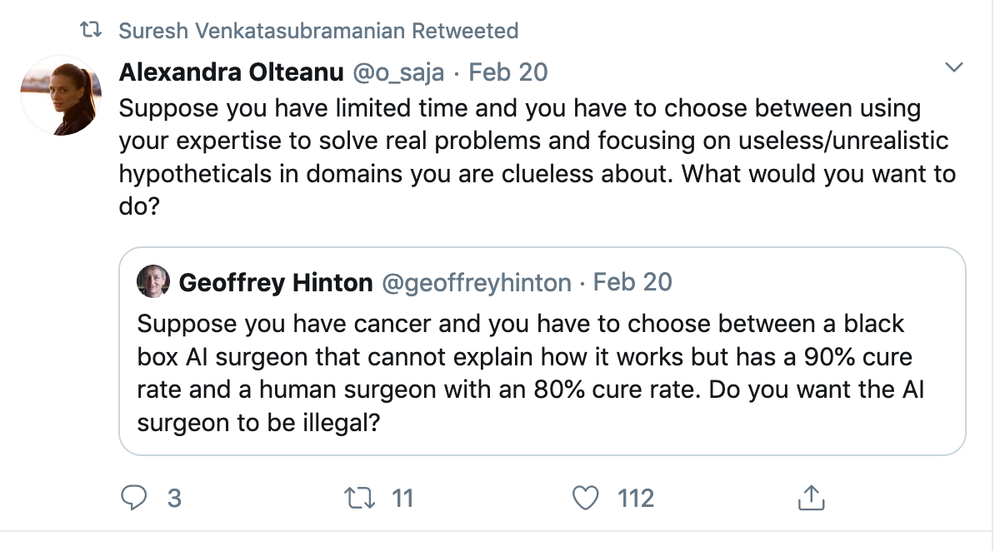 Suresh Venkatasubramanian Retweeted
Alexandra Olteanu @o_saja · Feb 20
Suppose you have limited time and you have to choose between using
your expertise to solve real problems and focusing on useless/unrealistic
hypotheticals in domains you are clueless about. What would you want to
do?
Geoffrey Hinton @geoffreyhinton · Feb 20
Suppose you have cancer and you have to choose between a black
box AI surgeon that cannot explain how it works but has a 90% cure
rate and a human surgeon with an 80% cure rate. Do you want the AI
surgeon to be illegal?
3 11 112